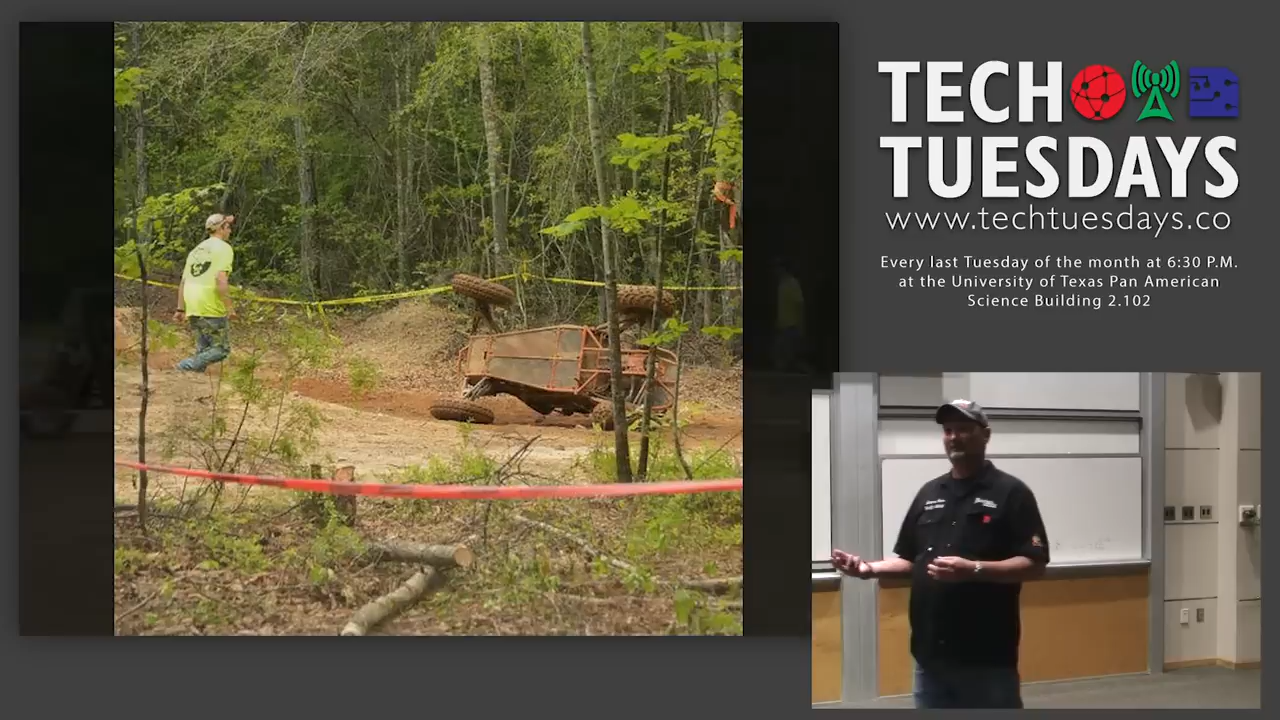 TECH
TUESDAYS
www.techtuesdays.co
Every last Tuesday of the month at 6:30 P.M.
at the University of Texas Pan American
Science Building 2.102